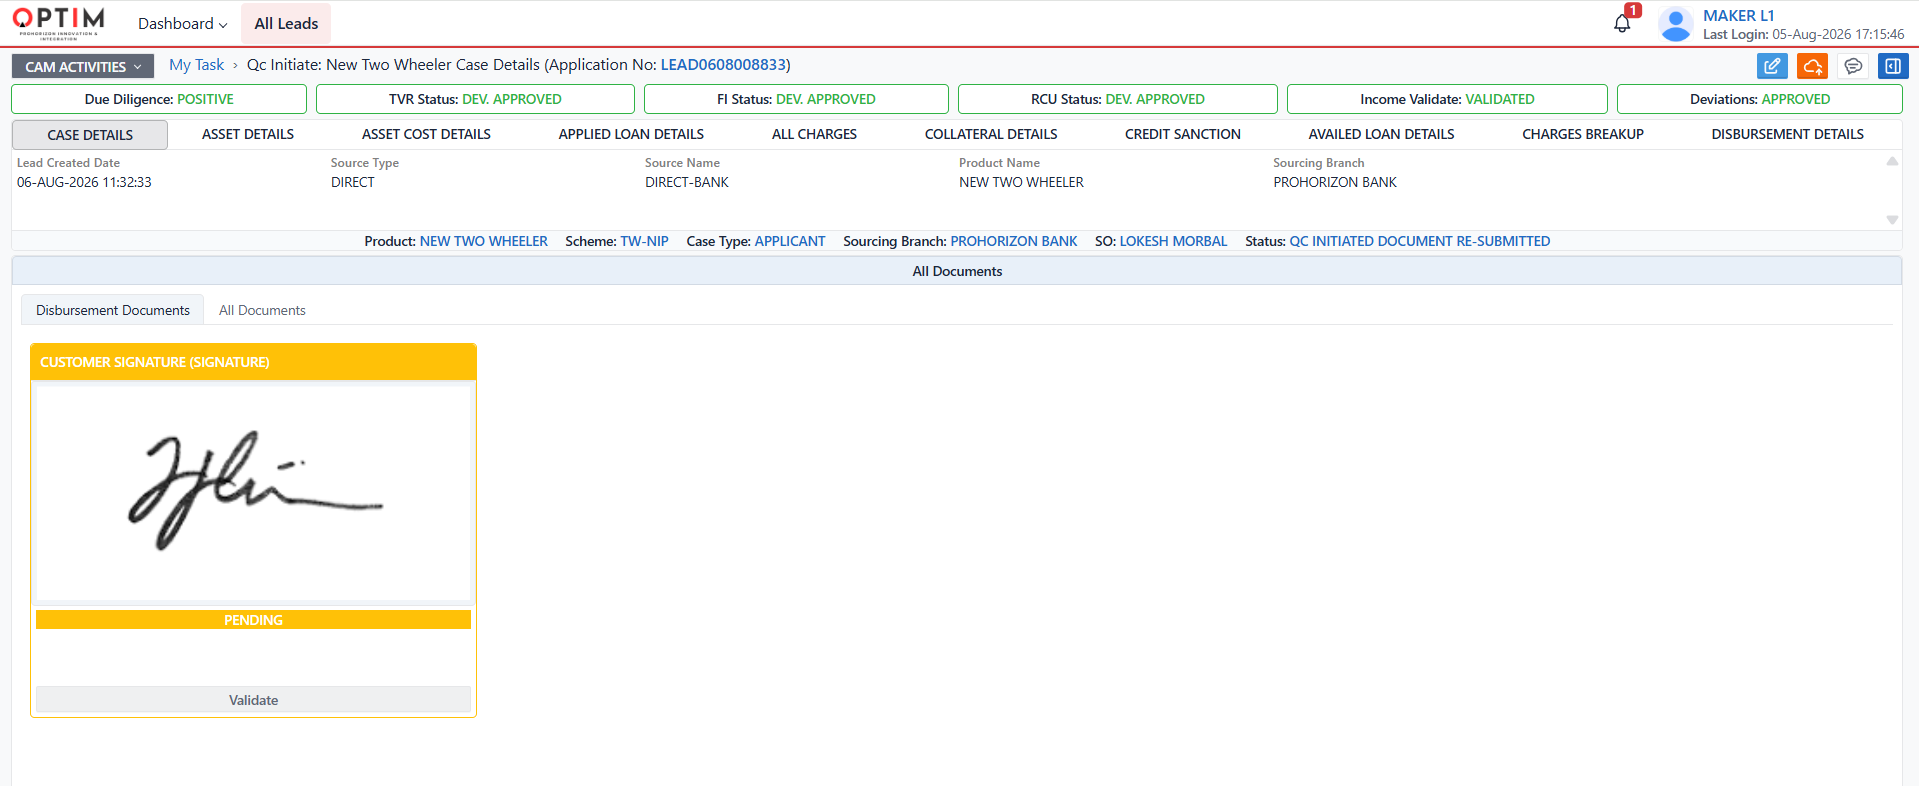 OPTIM
PROHORIZON INNOVATION &
INTEGRATION
Dashboard
All Leads
1
MAKER L1
Last Login: 05-Aug-2026 17:15:46
CAM ACTIVITIES
My Task › Qc Initiate: New Two Wheeler Case Details (Application No: LEAD0608008833)
Due Diligence: POSITIVE
TVR Status: DEV. APPROVED
FI Status: DEV. APPROVED
RCU Status: DEV. APPROVED
Income Validate: VALIDATED
Deviations: APPROVED
CASE DETAILS
ASSET DETAILS
ASSET COST DETAILS
APPLIED LOAN DETAILS
ALL CHARGES
COLLATERAL DETAILS
CREDIT SANCTION
AVAILED LOAN DETAILS
CHARGES BREAKUP
DISBURSEMENT DETAILS
Lead Created Date
06-AUG-2026 11:32:33
Source Type
DIRECT
Source Name
DIRECT-BANK
Product Name
NEW TWO WHEELER
Sourcing Branch
PROHORIZON BANK
Product: NEW TWO WHEELER Scheme: TW-NIP Case Type: APPLICANT Sourcing Branch: PROHORIZON BANK SO: LOKESH MORBAL Status: QC INITIATED DOCUMENT RE-SUBMITTED
All Documents
Disbursement Documents
All Documents
CUSTOMER SIGNATURE (SIGNATURE)
PENDING
Validate